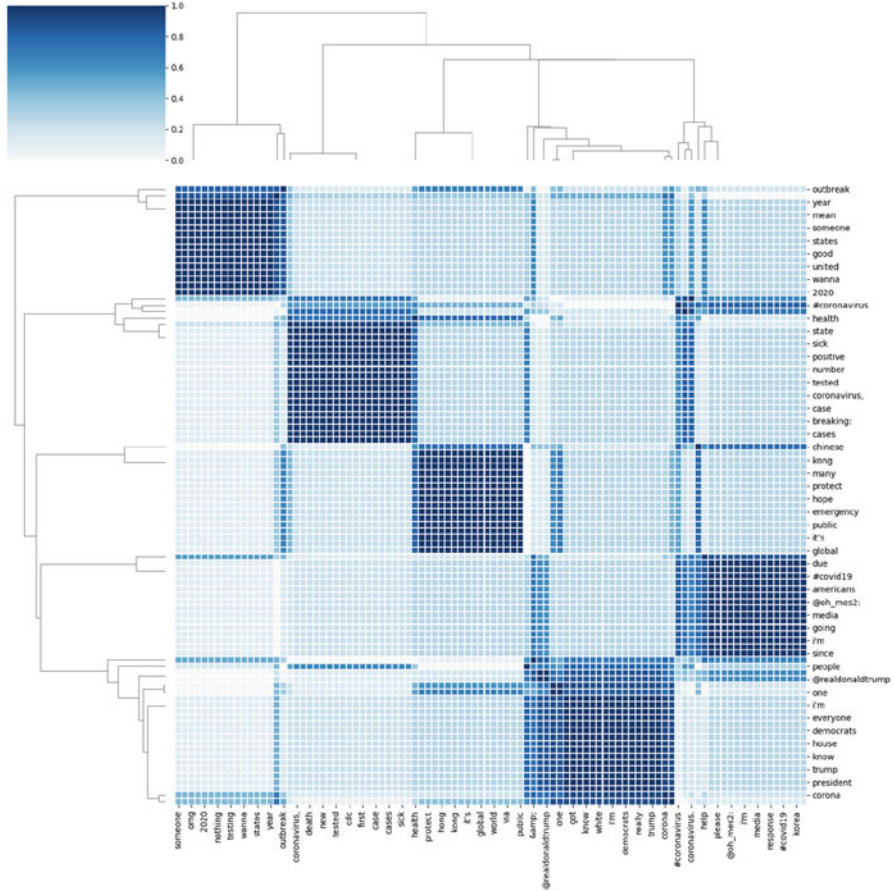 1.0
0.8
0.6
0.4
0.2
0.0
outbreak
year
mean
someone
states
good
united
wanna
2020
#coronavirus
health
state
sick
positive
number
tested
coronavirus,
case
breaking:
cases
chinese
kong
many
protect
hope
emergency
public
it's
global
due
#covid19
americans
@oh_mes2:
media
going
i'm
since
people
@realdonaldtrump
one
i'm
everyone
democrats
house
know
trump
president
corona
someone
omg
2020
nothing
testing
wanna
states
year
outbreak
coronavirus,
death
new
tested
cdc
first
case
cases
sick
health
protect
hong
kong
it's
global
world
via
public
&amp;
@realdonaldtrump
one
got
know
white
i'm
democrats
really
trump
corona
#coronavirus
coronavirus.
help
please
@oh_mes2:
i'm
media
response
#covid19
korea